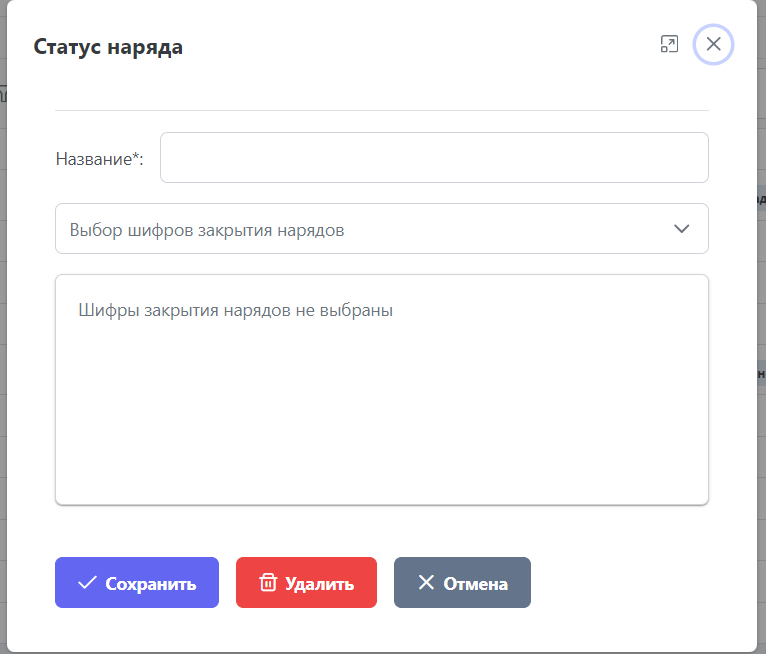 Статус наряда
Название*:
Выбор шифров закрытия нарядов
Шифры закрытия нарядов не выбраны
Сохранить
Удалить
Отмена